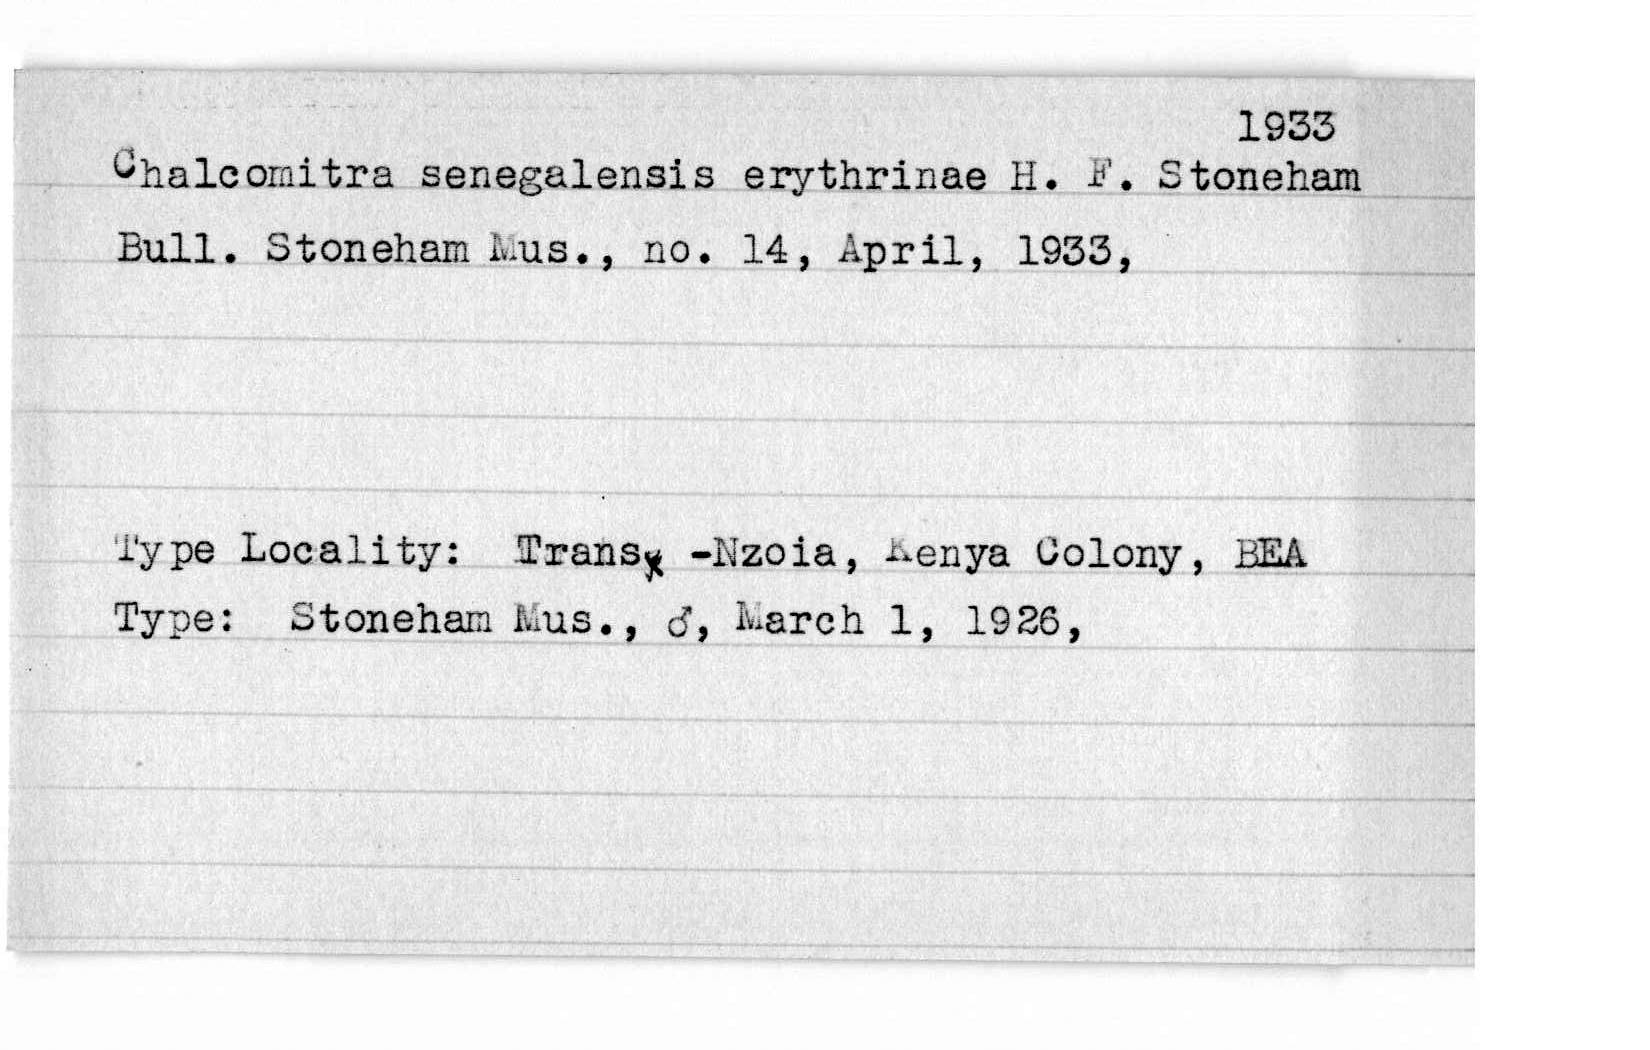 1933
Chalcomitra senegalensis erythrinae H. F. Stoneham
Bull. Stoneham Mus., no. 14, April, 1933,
Type Locality: Trans -Nzoia, Kenya Colony, BEA
Type: Stoneham Mus., ♂, March 1, 1926,